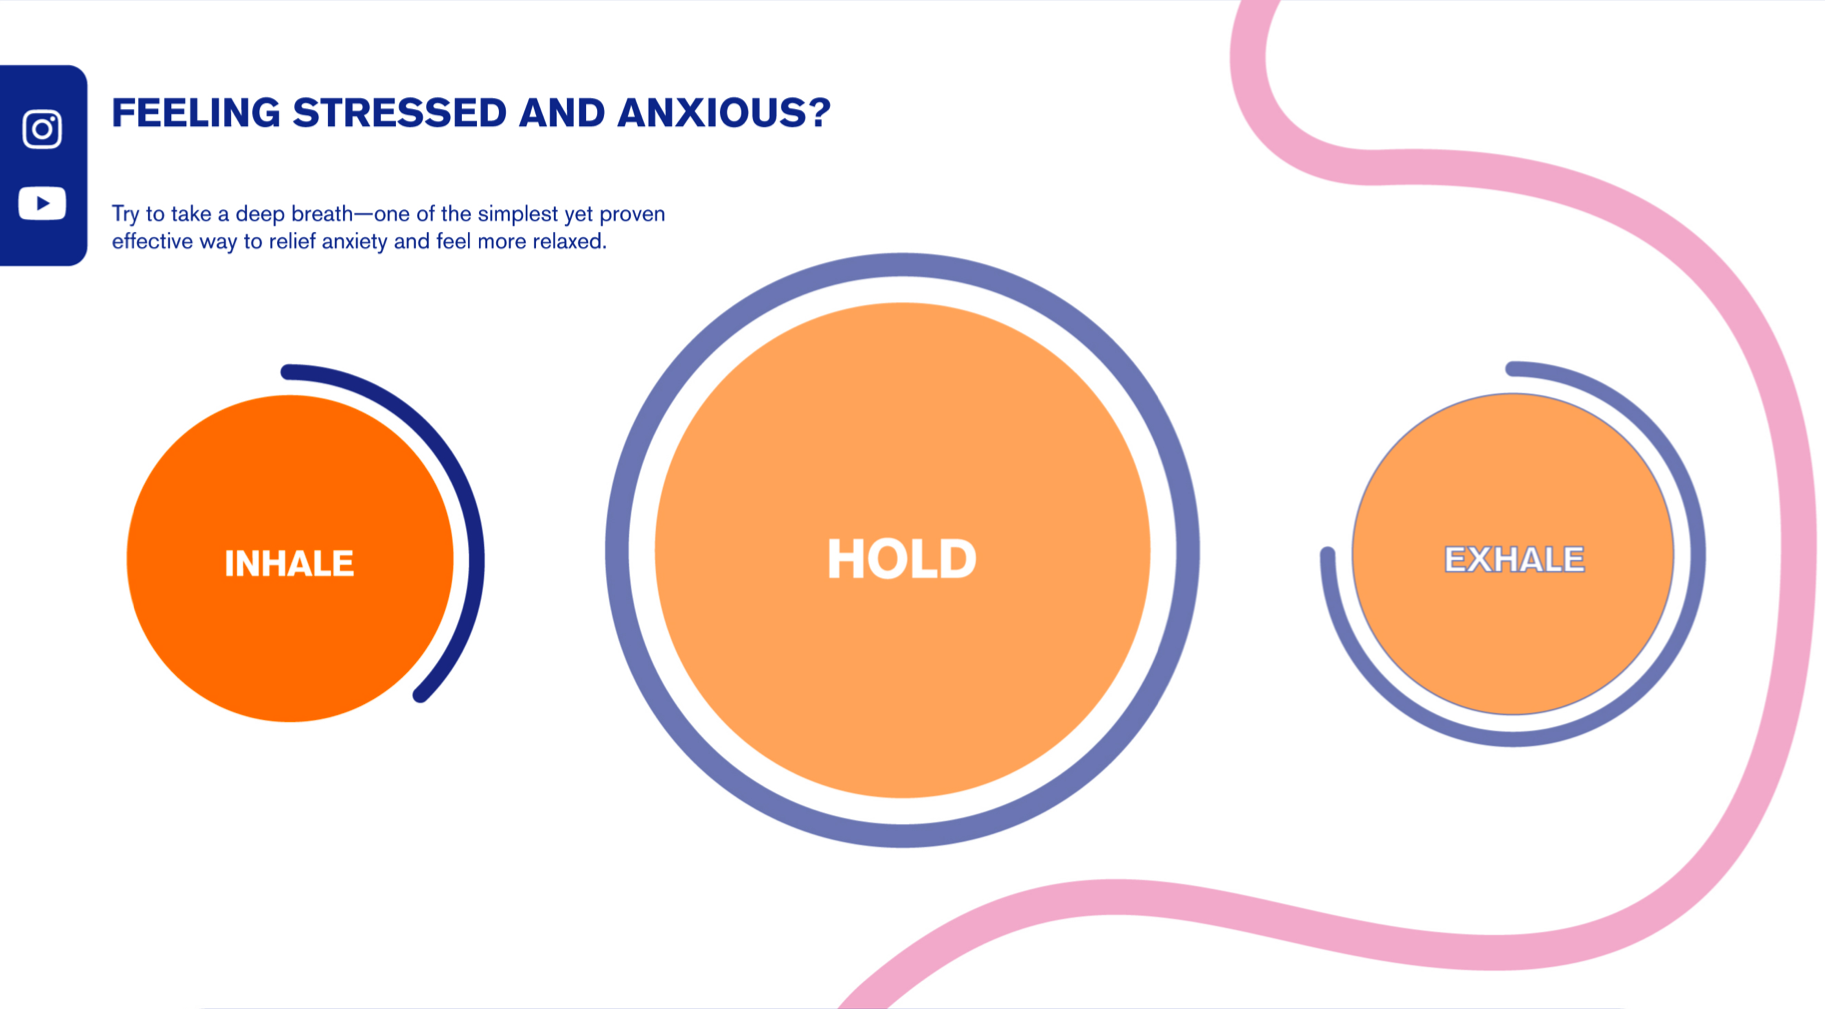 FEELING STRESSED AND ANXIOUS?
Try to take a deep breath—one of the simplest yet proven
effective way to relief anxiety and feel more relaxed.
INHALE
HOLD
EXHALE